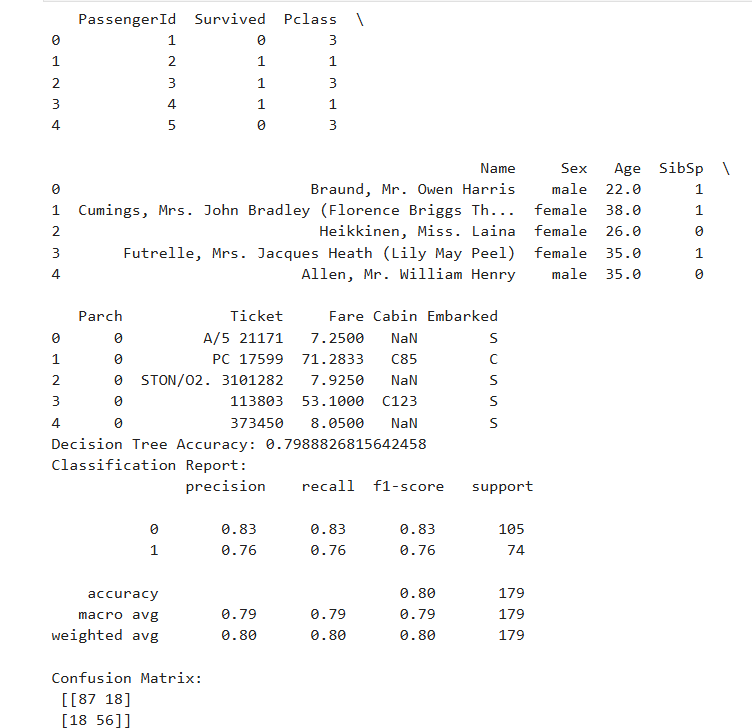 PassengerId Survived Pclass \
0 1 0 3
1 2 1 1
2 3 1 3
3 4 1 1
4 5 0 3
Name Sex Age SibSp \
0 Braund, Mr. Owen Harris male 22.0 1
1 Cumings, Mrs. John Bradley (Florence Briggs Th... female 38.0 1
2 Heikkinen, Miss. Laina female 26.0 0
3 Futrelle, Mrs. Jacques Heath (Lily May Peel) female 35.0 1
4 Allen, Mr. William Henry male 35.0 0
Parch Ticket Fare Cabin Embarked
0 0 A/5 21171 7.2500 NaN S
1 0 PC 17599 71.2833 C85 C
2 0 STON/O2. 3101282 7.9250 NaN S
3 0 113803 53.1000 C123 S
4 0 373450 8.0500 NaN S
Decision Tree Accuracy: 0.7988826815642458
Classification Report:
precision recall f1-score support
0 0.83 0.83 0.83 105
1 0.76 0.76 0.76 74
accuracy 0.80 179
macro avg 0.79 0.79 0.79 179
weighted avg 0.80 0.80 0.80 179
Confusion Matrix:
[[87 18]
[18 56]]